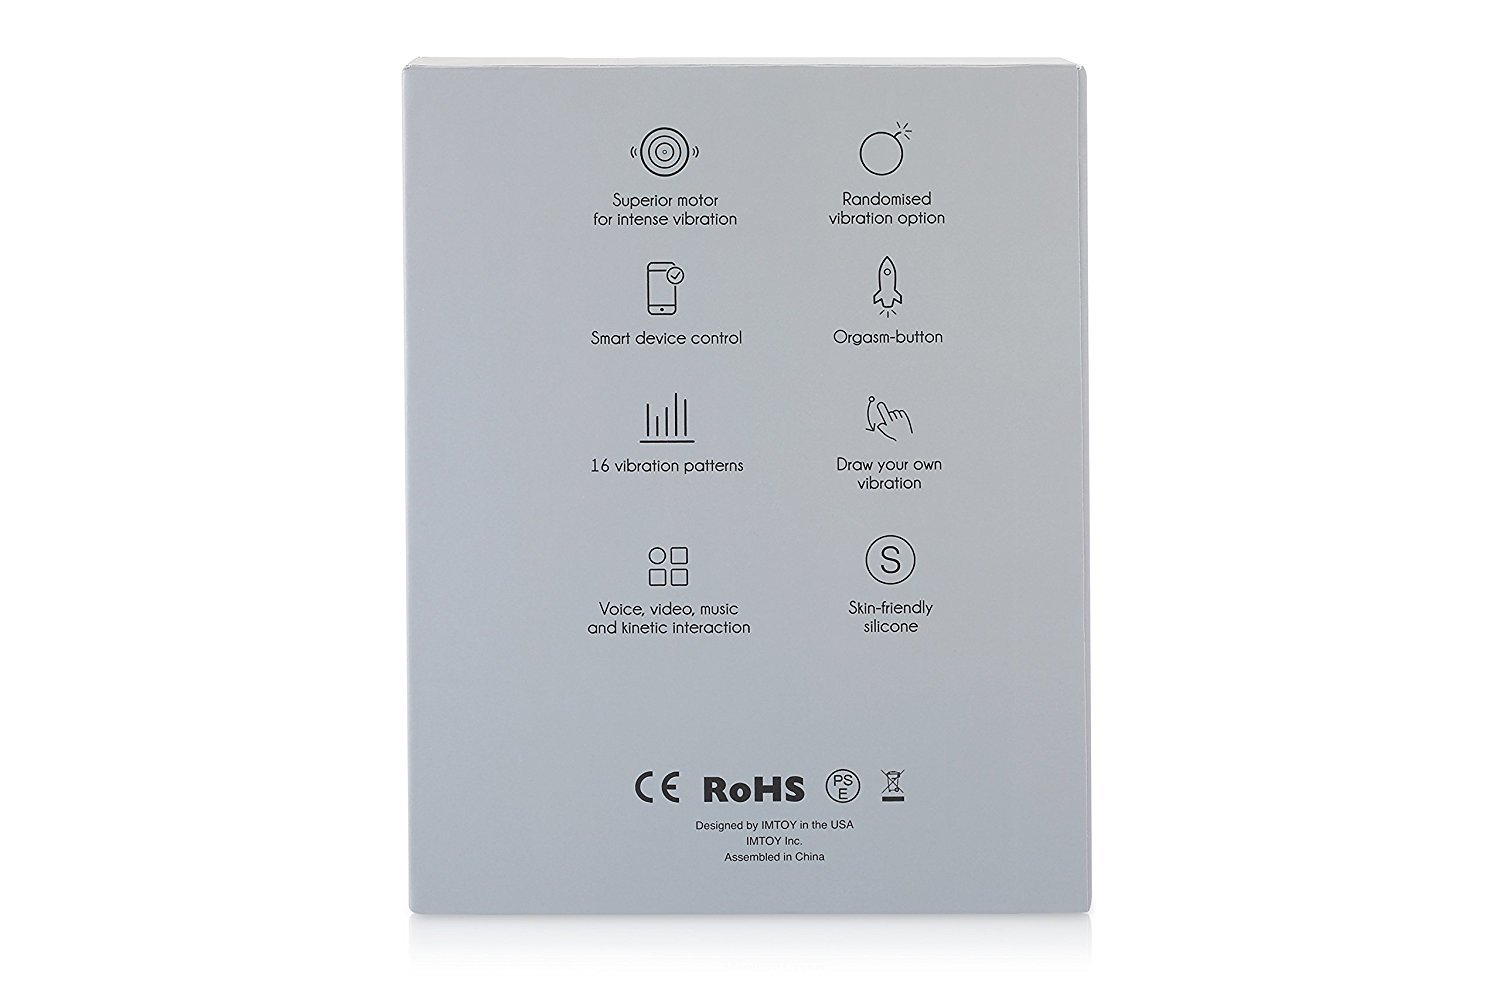 Superior motor
for intense vibration
Randomised
vibration option
Smart device control
Orgasm-button
16 vibration patterns
Draw your own
vibration
S
Voice, video, music
and kinetic interaction
Skin-friendly
silicone
CE RoHS PS E
Designed by IMTOY in the USA
IMTOY Inc.
Assembled in China